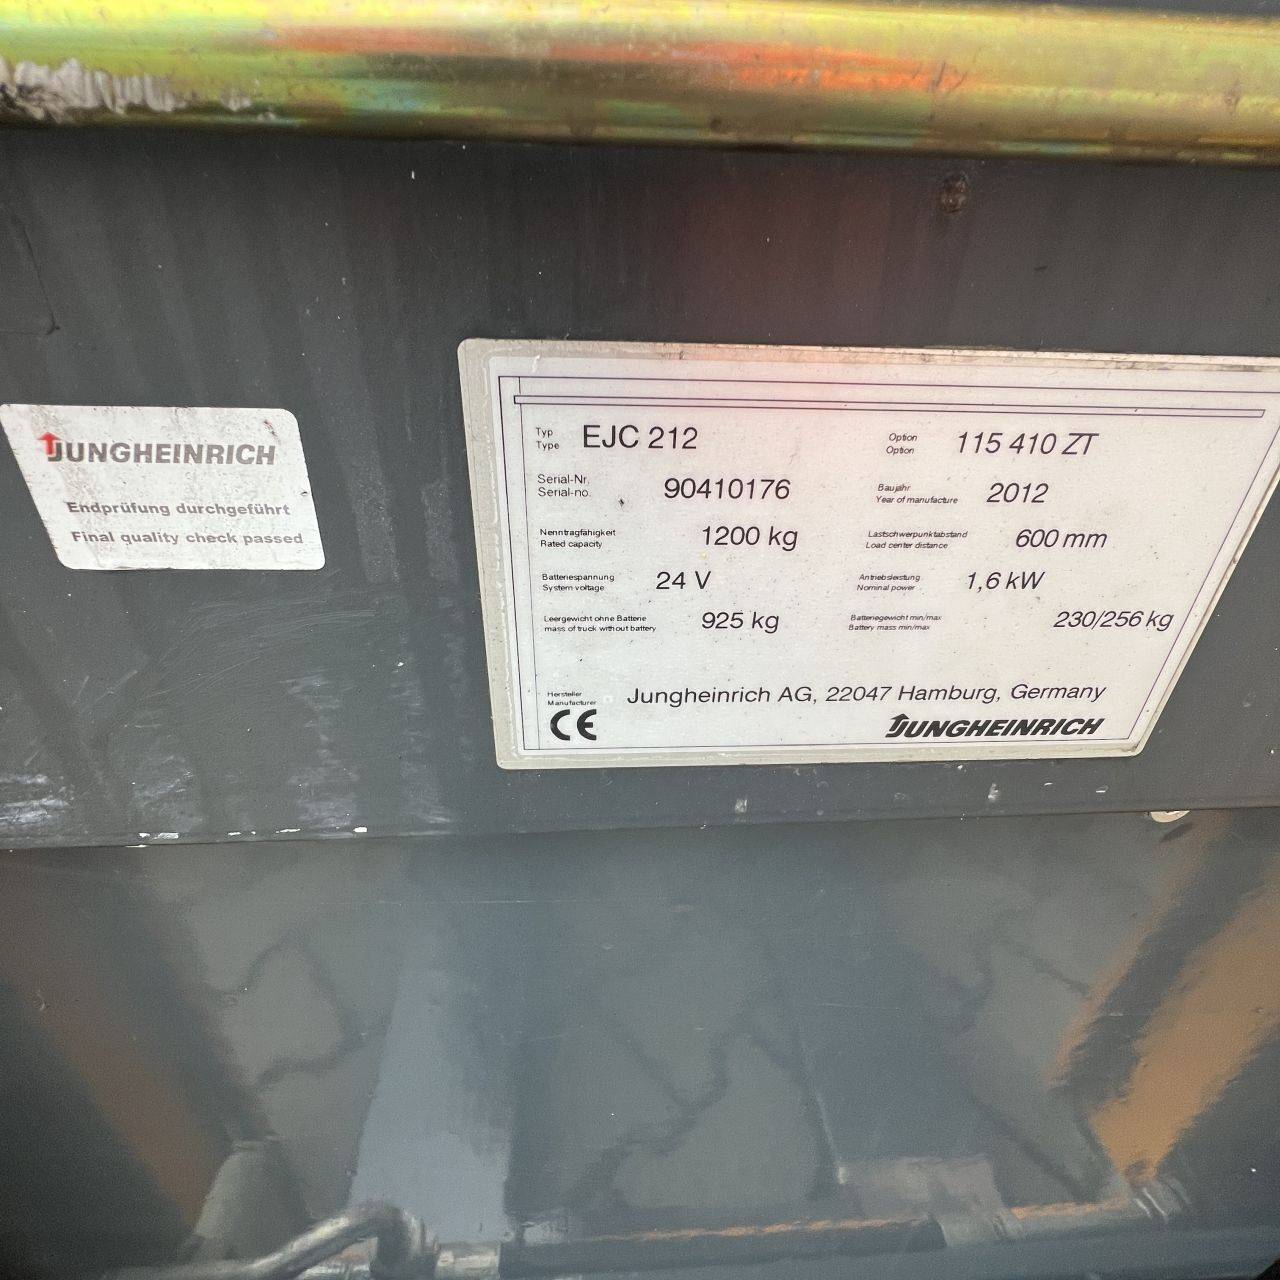 JUNGHEINRICH
Endprüfung durchgeführt
Final quality check passed
Typ
Type
EJC 212
Option
Option
115 410 ZT
Serial-Nr.
Serial-no.
90410176
Baujahr
Year of manufacture
2012
Nenntragfähigkeit
Rated capacity
1200 kg
Lastschwerpunktabstand
Load center distance
600 mm
Batteriespannung
System voltage
24 V
Antriebsleistung
Nominal power
1,6 kW
Leergewicht ohne Batterie
mass of truck without battery
925 kg
Batteriegewicht min/max
Battery mass min/max
230/256 kg
Hersteller
Manufacturer
Jungheinrich AG, 22047 Hamburg, Germany
CE
JUNGHEINRICH